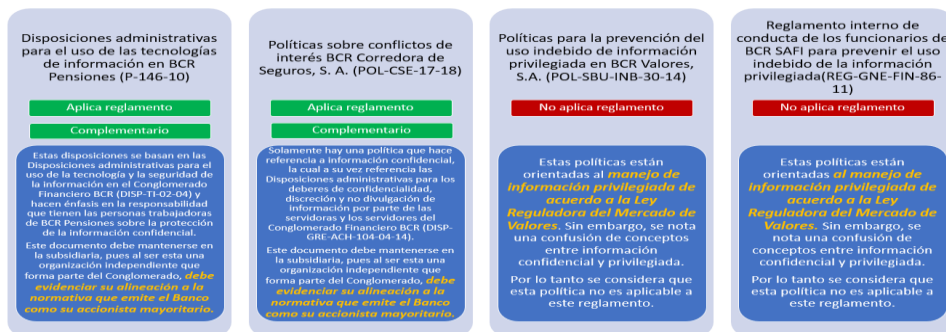 Disposiciones administrativas
para el uso de las tecnologías
de información en BCR
Pensiones (P-146-10)
Aplica reglamento
Complementario
Estas disposiciones se basan en las
Disposiciones administrativas para el
uso de la tecnología y la seguridad de
la información en el Conglomerado
Financiero BCR (DISP-TI-02-04) y
hacen énfasis en la responsabilidad
que tienen las personas trabajadoras
de BCR Pensiones sobre la protección
de la información confidencial.
Este documento debe mantenerse en
la subsidiaria, pues al ser esta una
organización independiente que
forma parte del Conglomerado, debe
evidenciar su alineación a la
normativa que emite el Banco
como su accionista mayoritario.
Políticas sobre conflictos de
interés BCR Corredora de
Seguros, S. A. (POL-CSE-17-18)
Aplica reglamento
Complementario
Solamente hay una política que hace
referencia a información confidencial,
la cual a su vez referencia las
Disposiciones administrativas para los
deberes de confidencialidad,
discreción y no divulgación de
información por parte de las
servidoras y los servidores del
Conglomerado Financiero BCR (DISP-
GRE-ACH-104-04-14).
Este documento debe mantenerse en
la subsidiaria, pues al ser esta una
organización independiente que
forma parte del Conglomerado, debe
evidenciar su alineación a la
normativa que emite el Banco
como su accionista mayoritario.
Políticas para la prevención del
uso indebido de información
privilegiada en BCR Valores,
S.A. (POL-SBU-INB-30-14)
No aplica reglamento
Estas políticas están
orientadas al manejo de
información privilegiada de
acuerdo a la Ley
Reguladora del Mercado de
Valores. Sin embargo, se nota
una confusión de conceptos
entre información
confidencial y privilegiada.
Por lo tanto se considera que
esta política no es aplicable a
este reglamento.
Reglamento interno de
conducta de los funcionarios de
BCR SAFI para prevenir el uso
indebido de la información
privilegiada(REG-GNE-FIN-86-
11)
No aplica reglamento
Estas políticas están
orientadas al manejo de
información privilegiada de
acuerdo a la Ley
Reguladora del Mercado de
Valores. Sin embargo, se
nota una confusión de
conceptos entre información
confidencial y privilegiada.
Por lo tanto se considera que
esta política no es aplicable a
este reglamento.